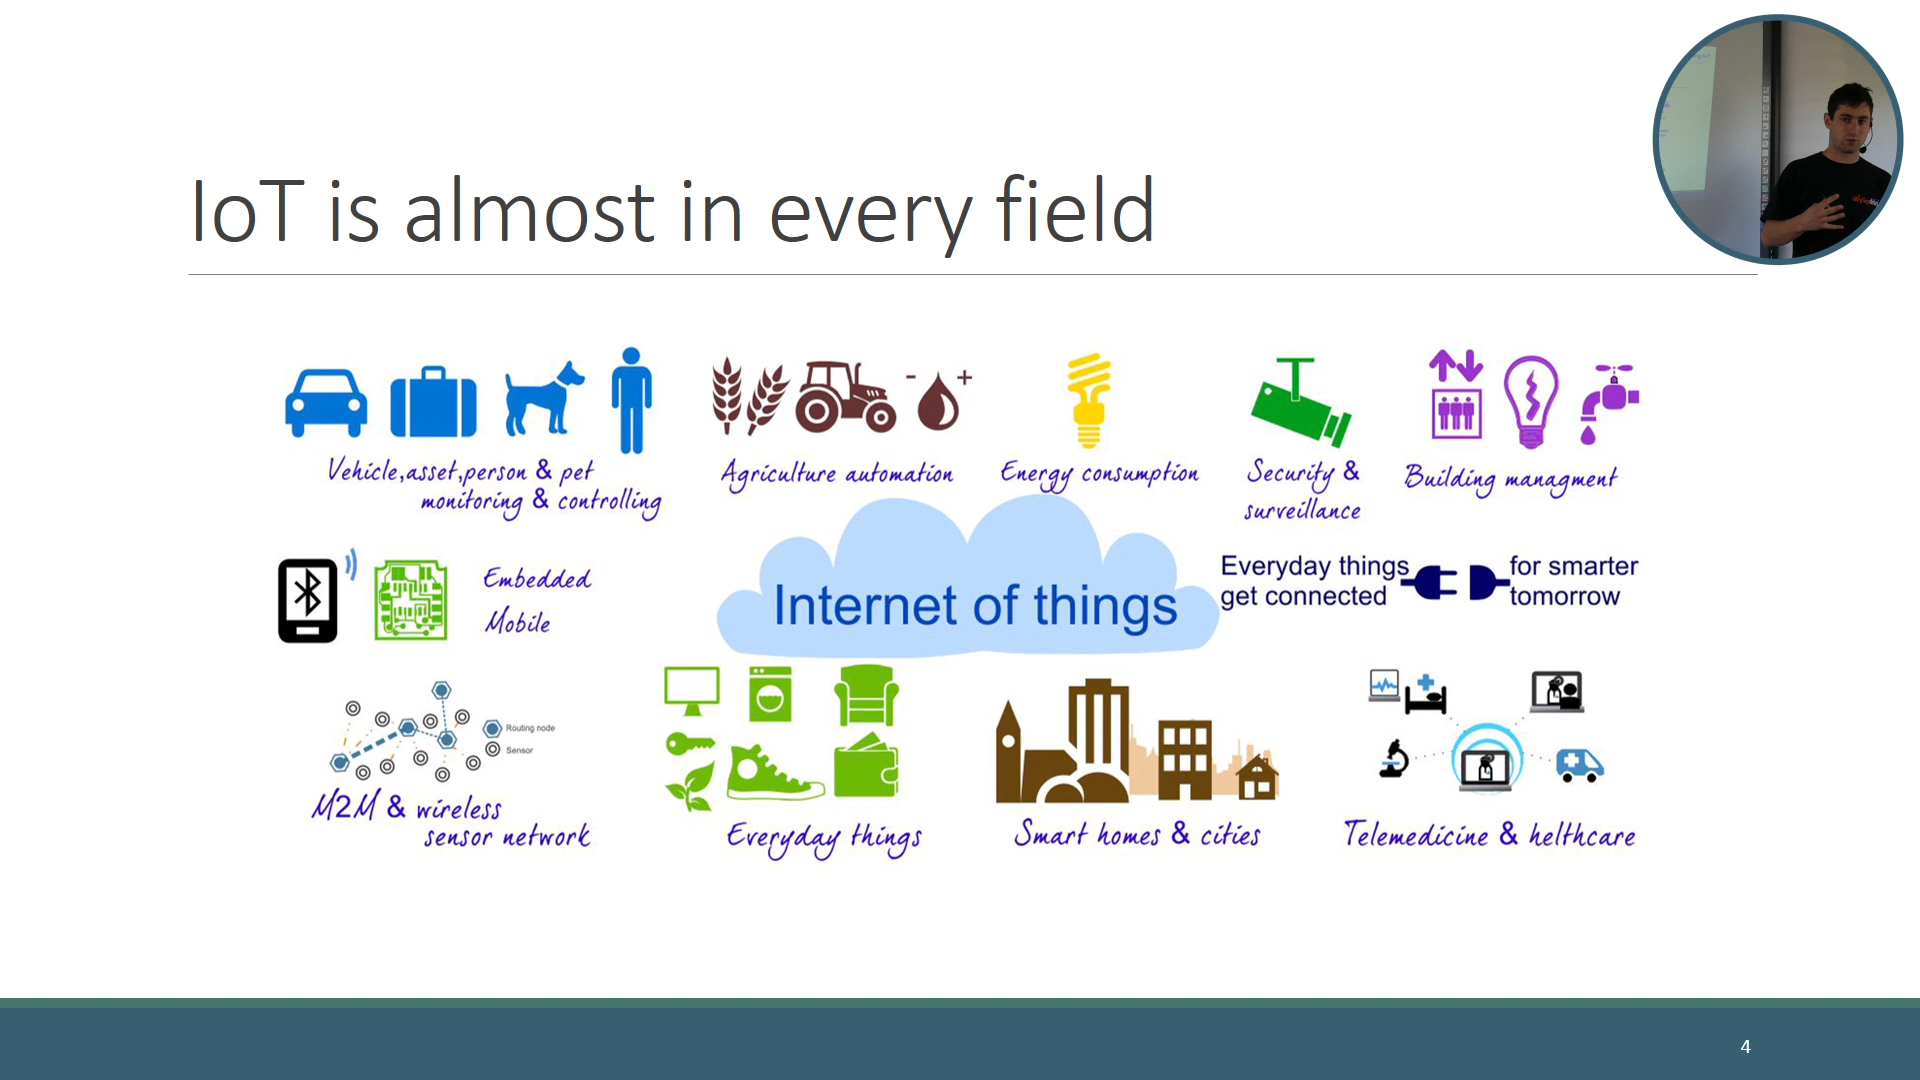 IoT is almost in every field
Vehicle,asset,person & pet
monitoring & controlling
Agriculture automation
Energy consumption
Security &
surveillance
Building managment
Embedded
Mobile
Internet of things
Everyday things
get connected
for smarter
tomorrow
Routing node
Sensor
M2M & wireless
sensor network
Everyday things
Smart homes & cities
Telemedicine & helthcare
4